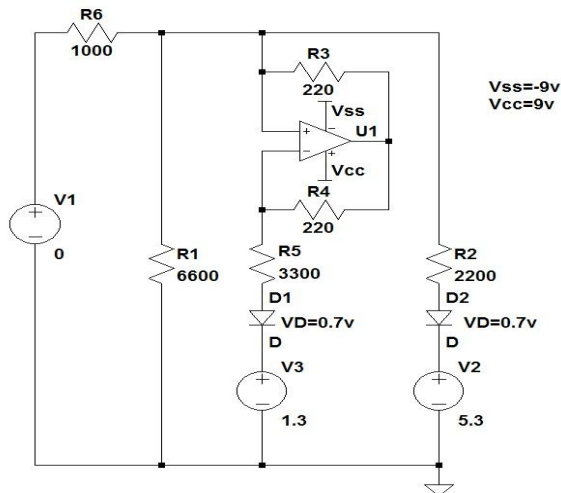 R6
1000
R3
220
Vss
+
−
U1
−
+
Vcc
R4
220
Vss=-9v
Vcc=9v
V1
+
−
0
R1
6600
R5
3300
D1
VD=0.7v
D
V3
+
−
1.3
R2
2200
D2
VD=0.7v
D
V2
+
−
5.3